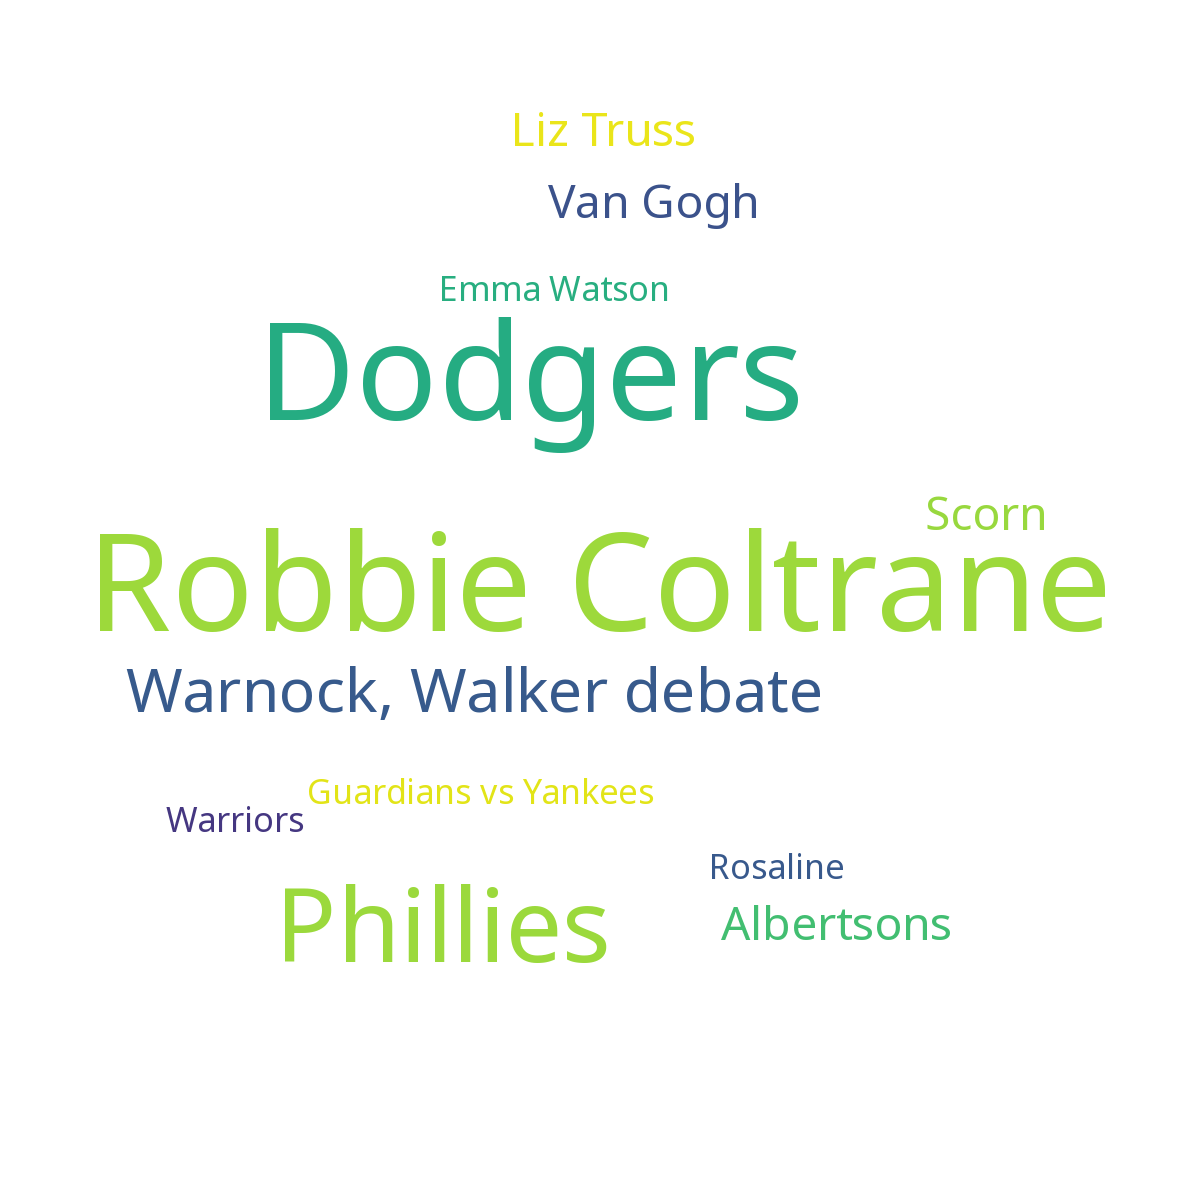 Liz Truss
Van Gogh
Emma Watson
Dodgers
Scorn
Robbie Coltrane
Warnock, Walker debate
Guardians vs Yankees
Warriors
Rosaline
Phillies
Albertsons